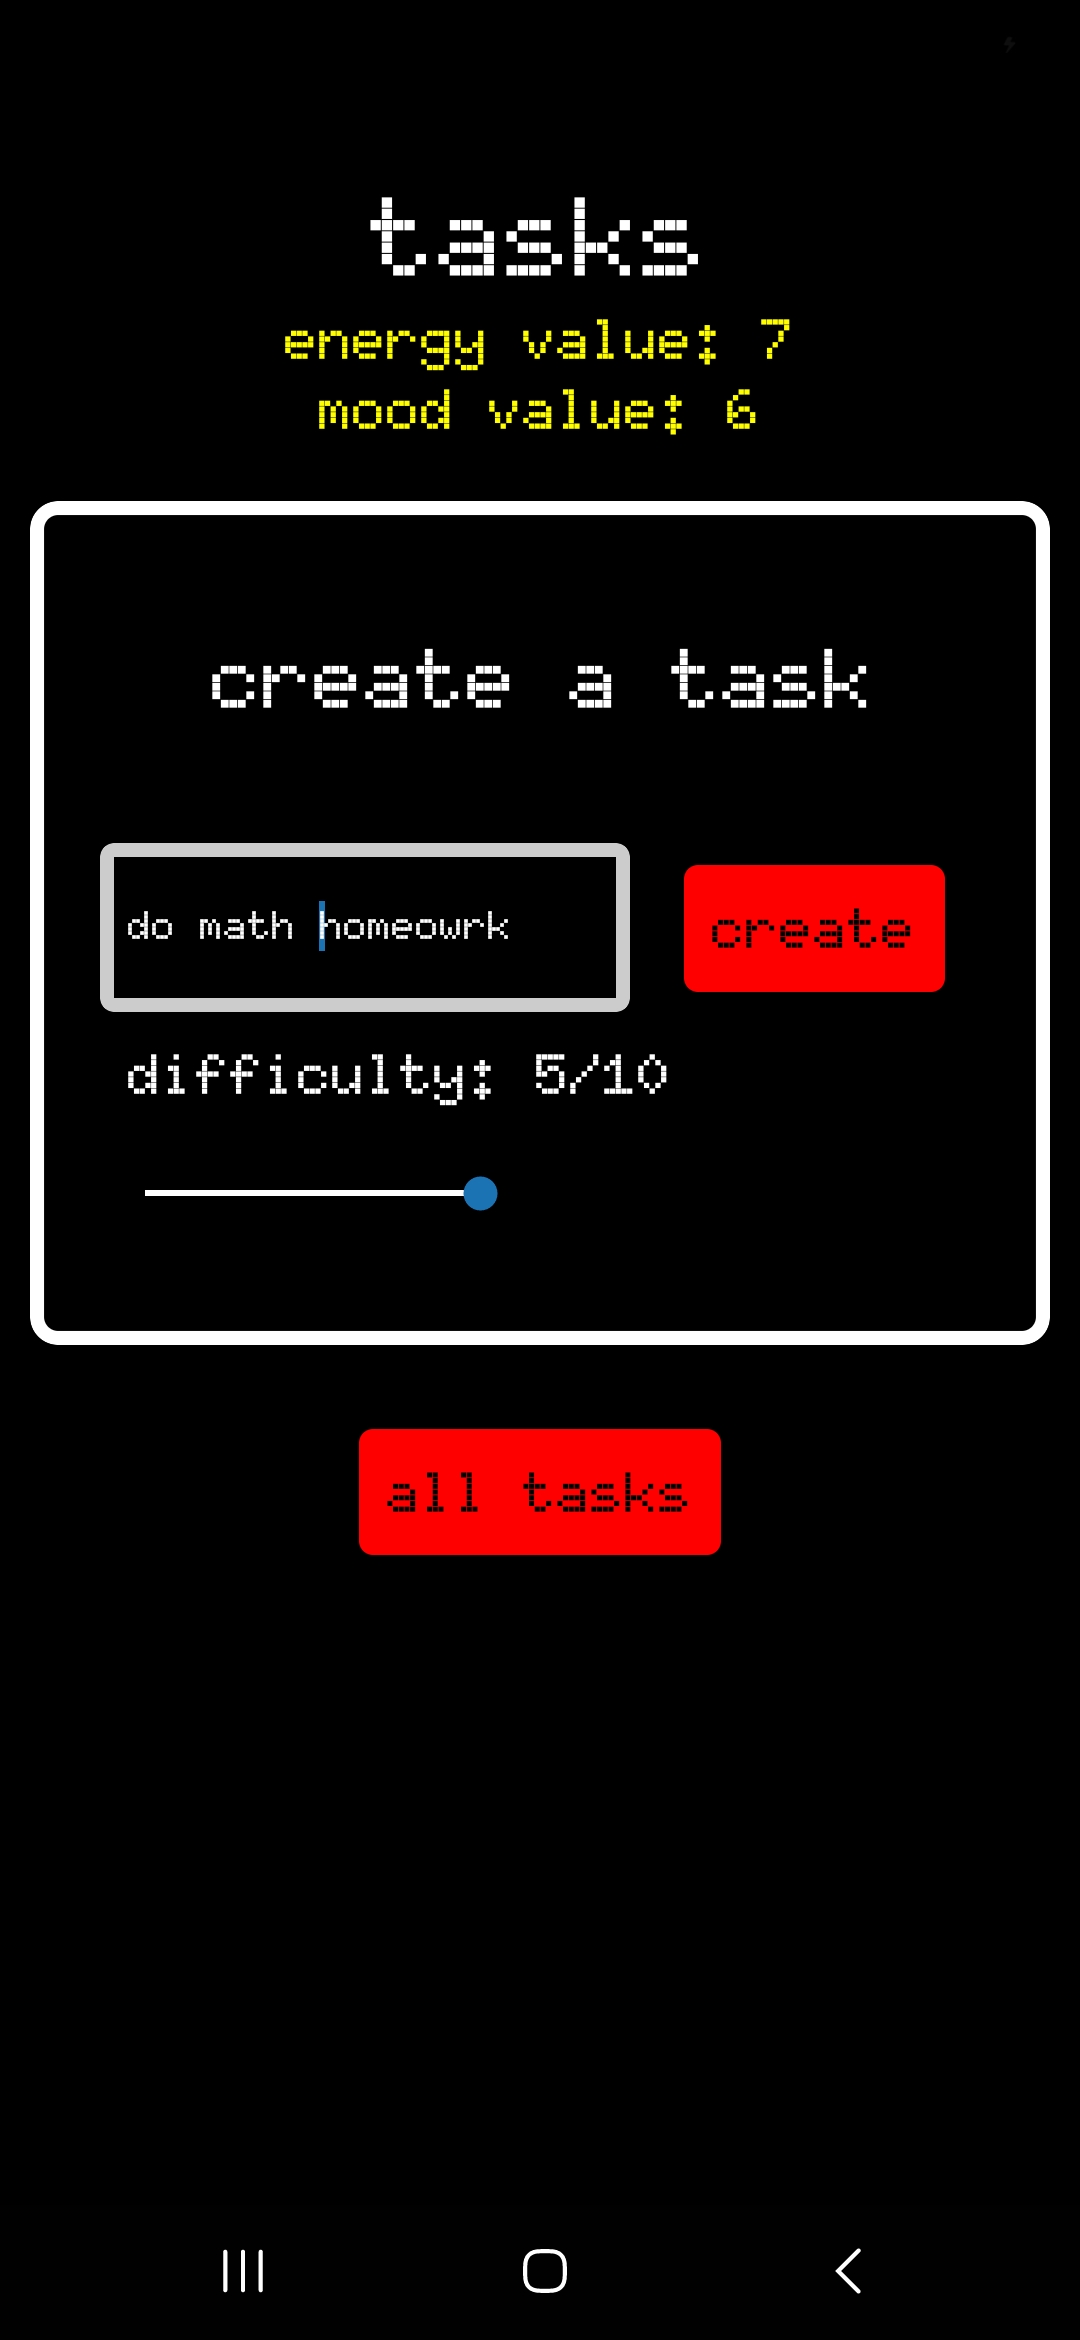 tasks
energy value: 7
mood value: 6
create a task
do math homeowrk
create
difficulty: 5/10
all tasks